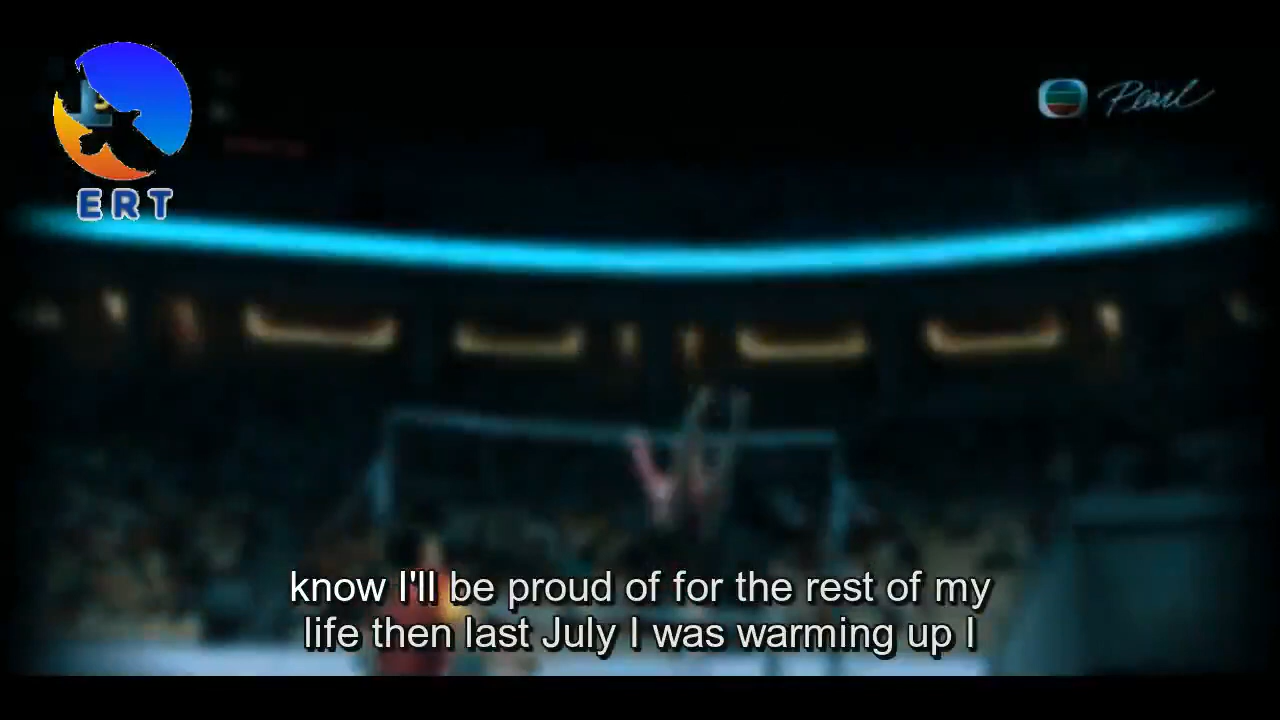 ERT
Pearl
know I'll be proud of for the rest of my
life then last July I was warming up I